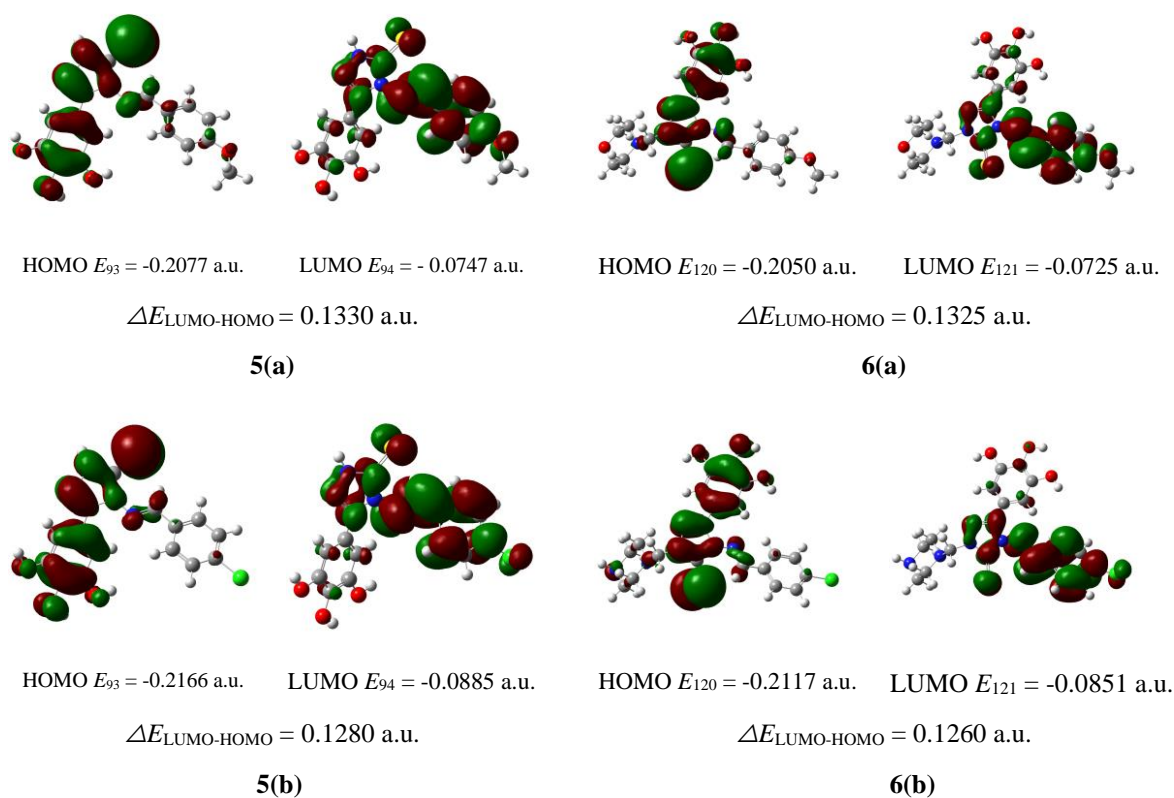 HOMO E93 = -0.2077 a.u. LUMO E94 = - 0.0747 a.u. HOMO E120 = -0.2050 a.u. LUMO E121 = -0.0725 a.u.
△ELUMO-HOMO = 0.1330 a.u. △ELUMO-HOMO = 0.1325 a.u.
5(a) 6(a)
HOMO E93 = -0.2166 a.u. LUMO E94 = -0.0885 a.u. HOMO E120 = -0.2117 a.u. LUMO E121 = -0.0851 a.u.
△ELUMO-HOMO = 0.1280 a.u. △ELUMO-HOMO = 0.1260 a.u.
5(b) 6(b)